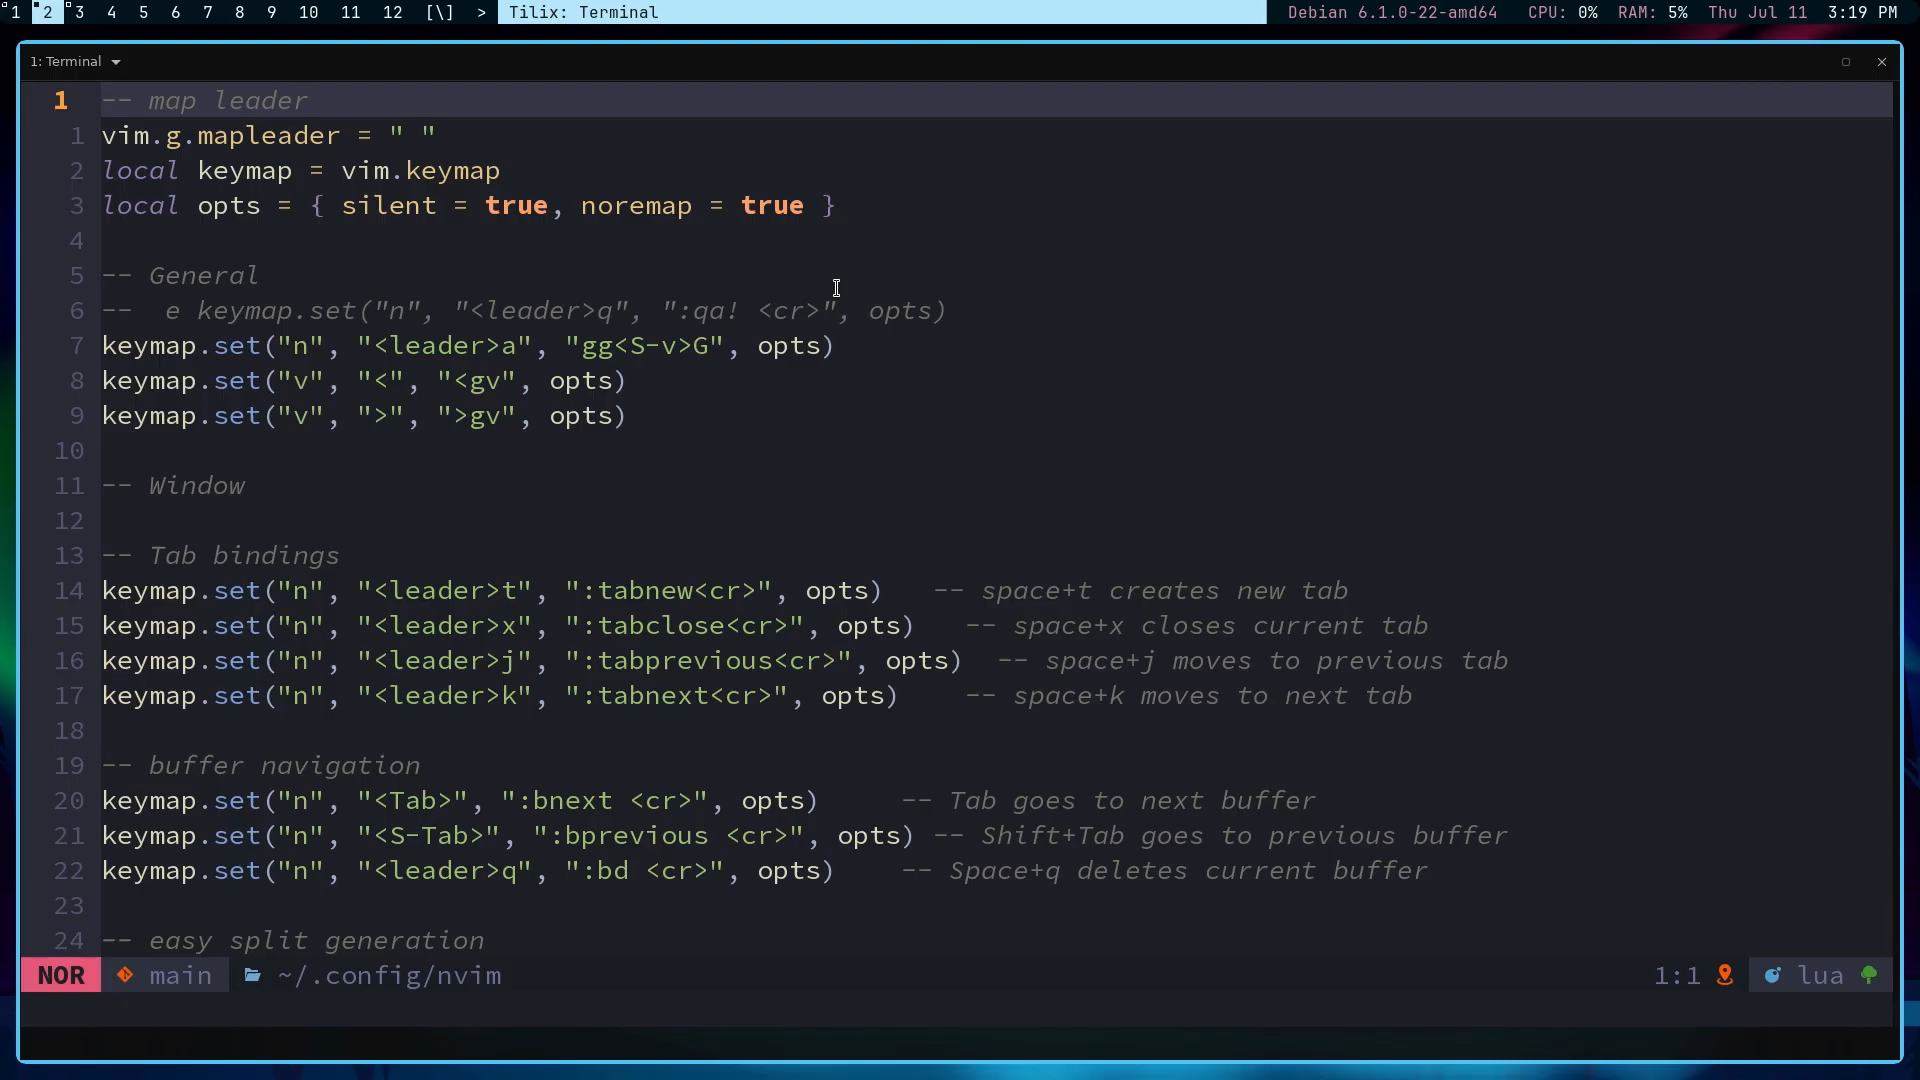 1 2 3 4 5 6 7 8 9 10 11 12 [\] > Tilix: Terminal Debian 6.1.0-22-amd64 CPU: 0% RAM: 5% Thu Jul 11 3:19 PM
1: Terminal
1 -- map leader
1 vim.g.mapleader = " "
2 local keymap = vim.keymap
3 local opts = { silent = true, noremap = true }
4
5 -- General
6 --  e keymap.set("n", "<leader>q", ":qa! <cr>", opts)
7 keymap.set("n", "<leader>a", "gg<S-v>G", opts)
8 keymap.set("v", "<", "<gv", opts)
9 keymap.set("v", ">", ">gv", opts)
10
11 -- Window
12
13 -- Tab bindings
14 keymap.set("n", "<leader>t", ":tabnew<cr>", opts)   -- space+t creates new tab
15 keymap.set("n", "<leader>x", ":tabclose<cr>", opts)   -- space+x closes current tab
16 keymap.set("n", "<leader>j", ":tabprevious<cr>", opts)  -- space+j moves to previous tab
17 keymap.set("n", "<leader>k", ":tabnext<cr>", opts)    -- space+k moves to next tab
18
19 -- buffer navigation
20 keymap.set("n", "<Tab>", ":bnext <cr>", opts)     -- Tab goes to next buffer
21 keymap.set("n", "<S-Tab>", ":bprevious <cr>", opts) -- Shift+Tab goes to previous buffer
22 keymap.set("n", "<leader>q", ":bd <cr>", opts)    -- Space+q deletes current buffer
23
24 -- easy split generation
NOR main ~/.config/nvim 1:1 lua